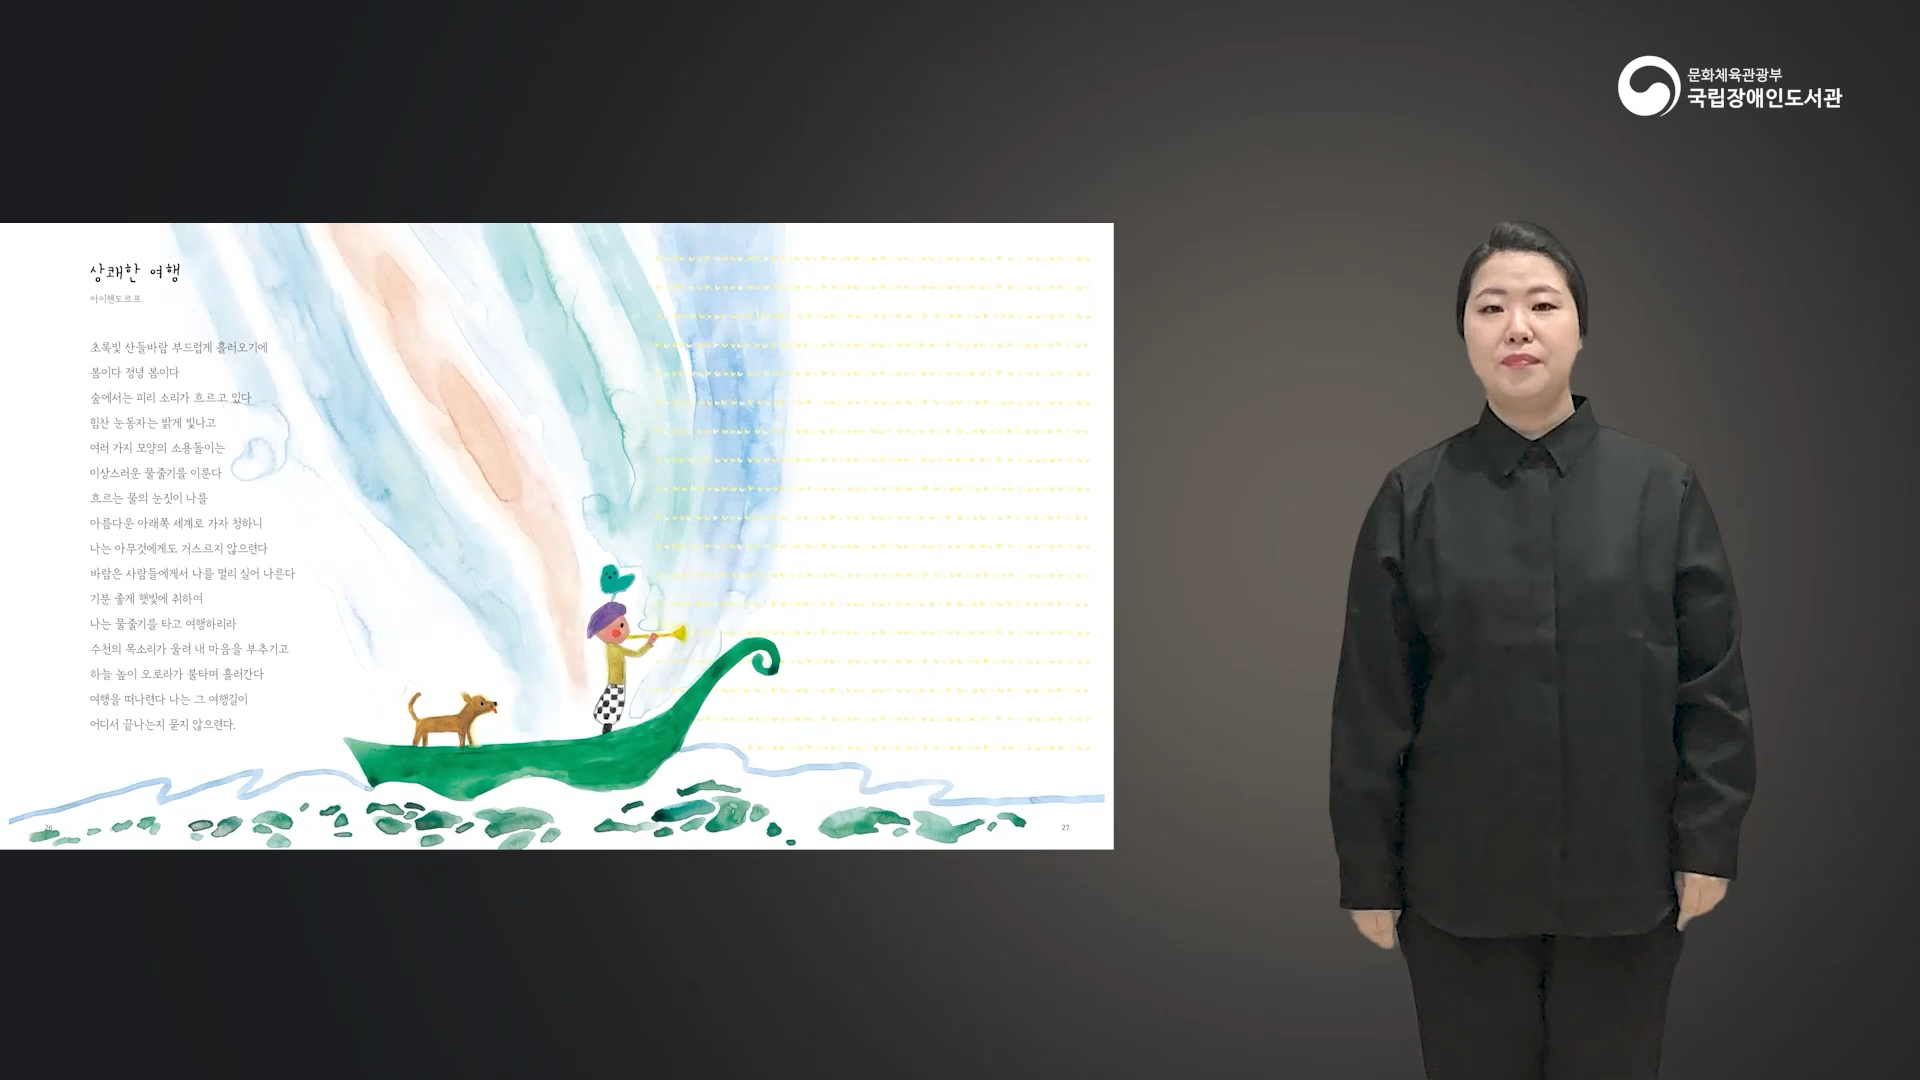 문화체육관광부
국립장애인도서관
상쾌한 여행
아이헨도르프
초록빛 산들바람 부드럽게 흘러오기에
봄이다 정녕 봄이다
숲에서는 피리 소리가 흐르고 있다
힘찬 눈동자는 밝게 빛나고
여러 가지 모양의 소용돌이는
이상스러운 물줄기를 이룬다
흐르는 물의 눈짓이 나를
아름다운 아래쪽 세계로 가자 청하니
나는 아무것에게도 거스르지 않으련다
바람은 사람들에게서 나를 멀리 실어 나른다
기분 좋게 햇빛에 취하여
나는 물줄기를 타고 여행하리라
수천의 목소리가 울려 내 마음을 부추기고
하늘 높이 오로라가 불타며 흘러간다
여행을 떠나련다 나는 그 여행길이
어디서 끝나는지 묻지 않으련다.
26
27